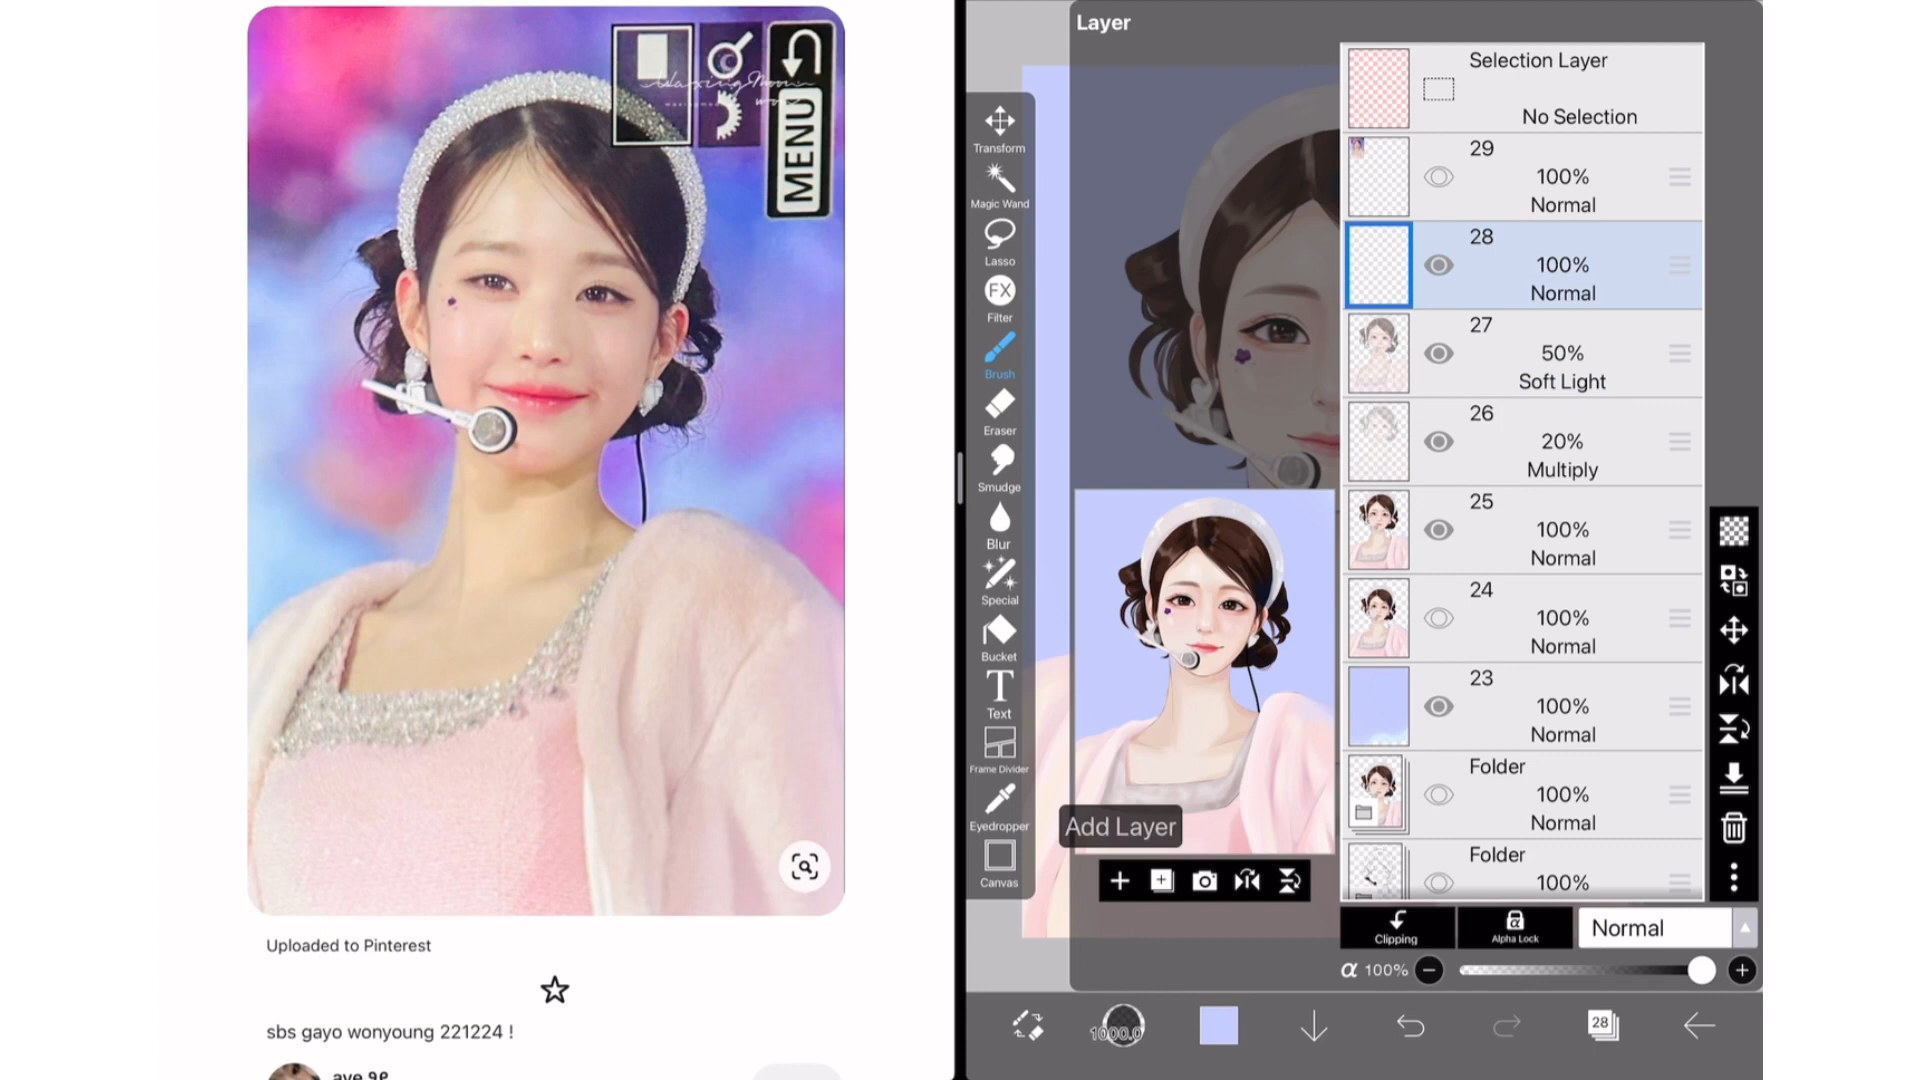 MENU
Uploaded to Pinterest
sbs gayo wonyoung 221224 !
Layer
Transform
Magic Wand
Lasso
FX
Filter
Brush
Eraser
Smudge
Blur
Special
Bucket
T
Text
Frame Divider
Eyedropper
Canvas
Add Layer
Selection Layer
No Selection
29
100%
Normal
28
100%
Normal
27
50%
Soft Light
26
20%
Multiply
25
100%
Normal
24
100%
Normal
23
100%
Normal
Folder
100%
Normal
Folder
100%
Clipping
α
Alpha Lock
Normal
α 100%
1000.0
28